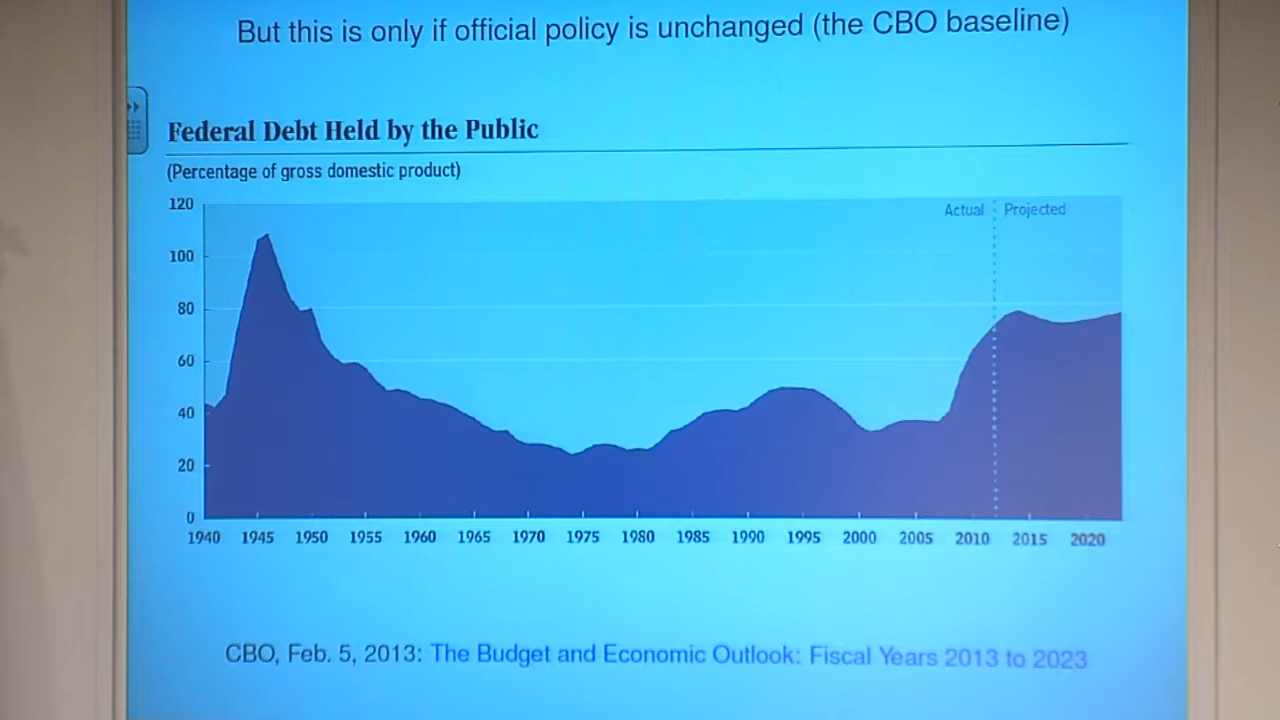 But this is only if official policy is unchanged (the CBO baseline)
Federal Debt Held by the Public
(Percentage of gross domestic product)
120
Actual Projected
100
80
60
40
20
0
1940 1945 1950 1955 1960 1965 1970 1975 1980 1985 1990 1995 2000 2005 2010 2015 2020
CBO, Feb. 5, 2013: The Budget and Economic Outlook: Fiscal Years 2013 to 2023